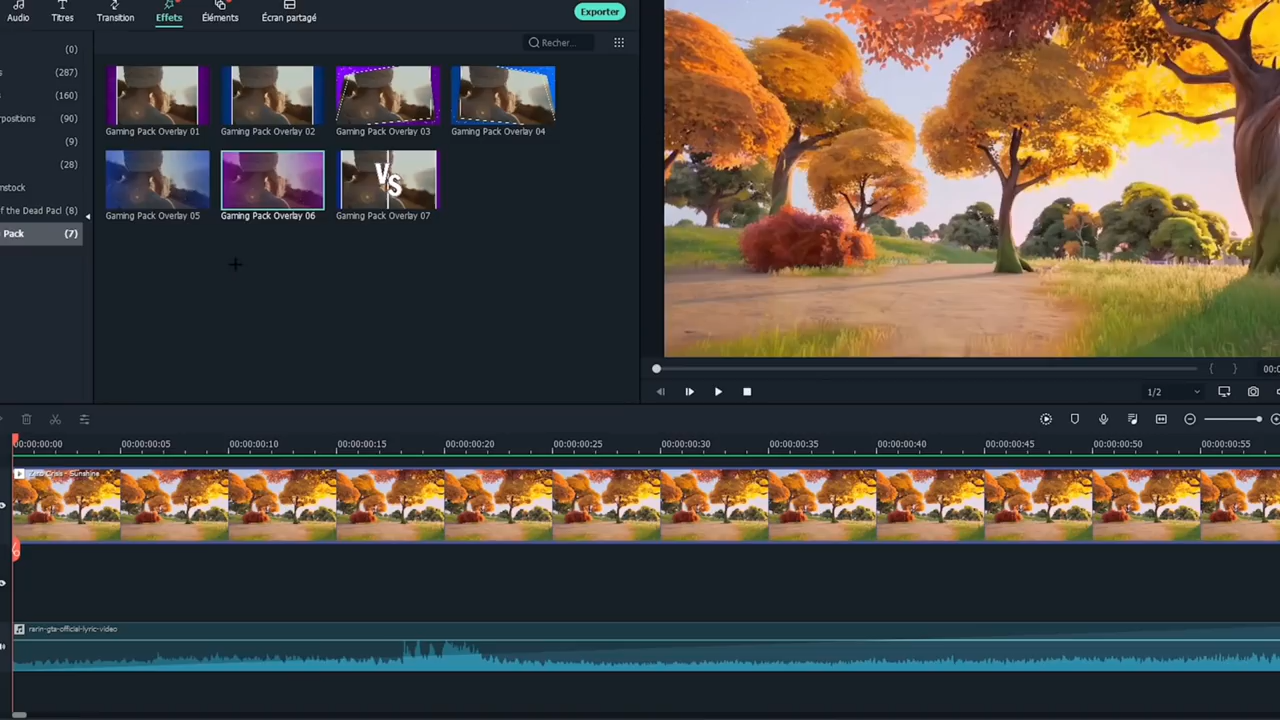 Audio
Titres
Transition
Effets
Éléments
Écran partagé
Exporter
(0)
Recher...
s (287)
s (160)
positions (90)
) (9)
(28)
nstock
of the Dead Pacl (8)
Pack (7)
Gaming Pack Overlay 01
Gaming Pack Overlay 02
Gaming Pack Overlay 03
Gaming Pack Overlay 04
VS
Gaming Pack Overlay 05
Gaming Pack Overlay 06
Gaming Pack Overlay 07
00:0
1/2
00:00:00:00
00:00:00:05
00:00:00:10
00:00:00:15
00:00:00:20
00:00:00:25
00:00:00:30
00:00:00:35
00:00:00:40
00:00:00:45
00:00:00:50
00:00:00:55
Sunshine
rarin-gta-official-lyric-video